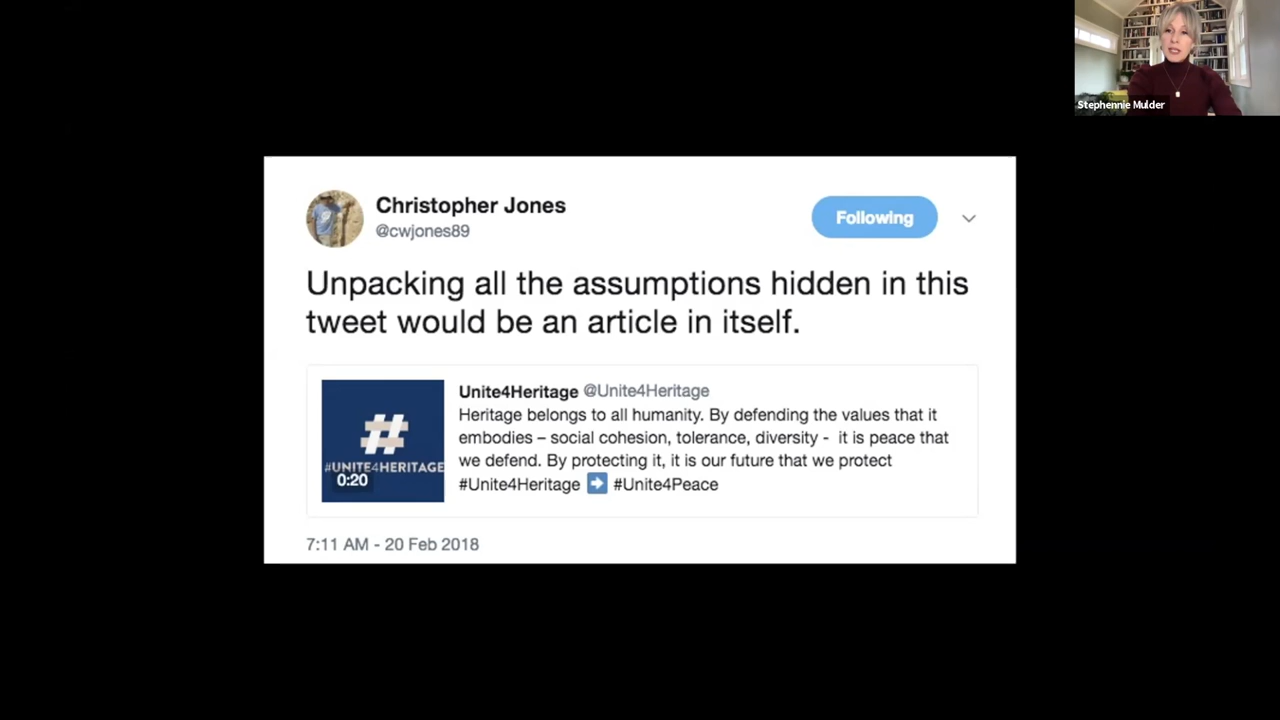 Stephennie Mulder
Christopher Jones
@cwjones89
Following
Unpacking all the assumptions hidden in this
tweet would be an article in itself.
#UNITE4HERITAGE
0:20
Unite4Heritage @Unite4Heritage
Heritage belongs to all humanity. By defending the values that it
embodies – social cohesion, tolerance, diversity - it is peace that
we defend. By protecting it, it is our future that we protect
#Unite4Heritage ➡ #Unite4Peace
7:11 AM - 20 Feb 2018